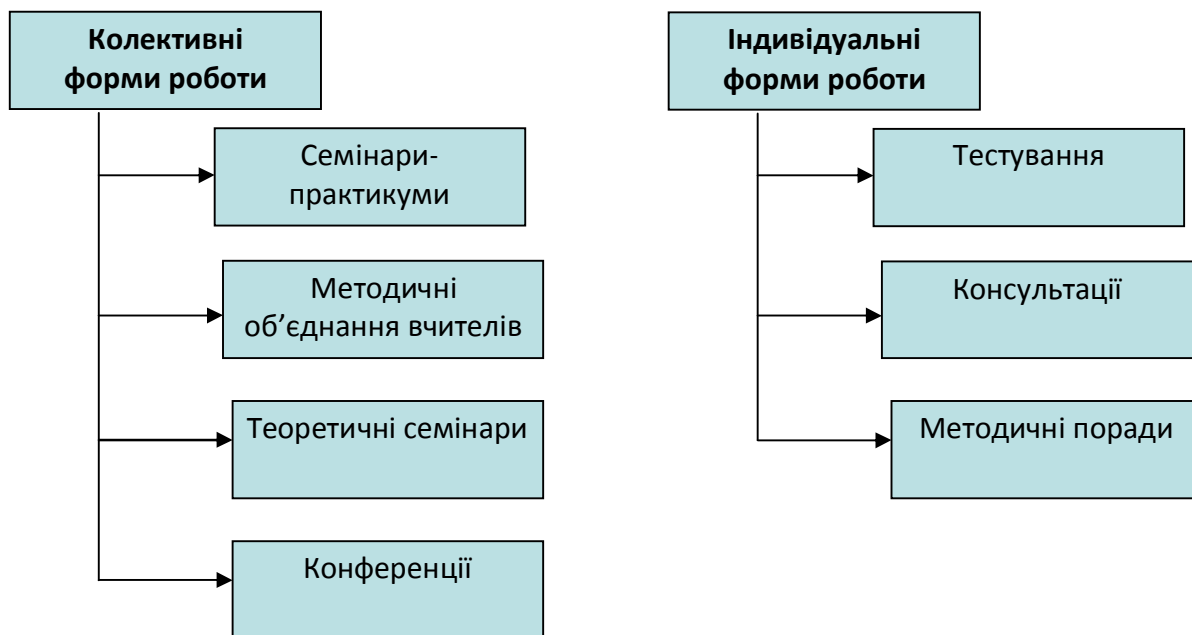 Колективні
форми роботи
Семінари-
практикуми
Методичні
об’єднання вчителів
Теоретичні семінари
Конференції
Індивідуальні
форми роботи
Тестування
Консультації
Методичні поради